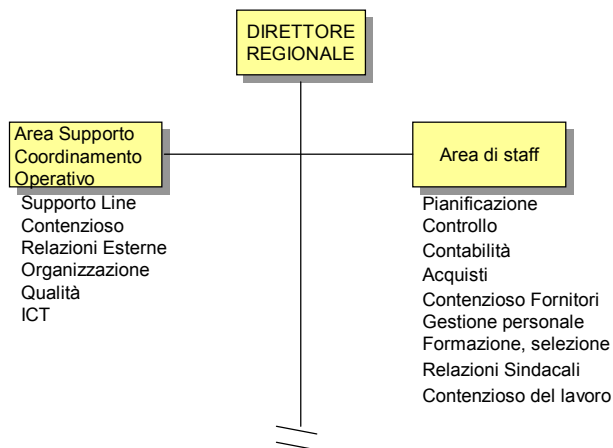 DIRETTORE
REGIONALE
Area Supporto
Coordinamento
Operativo
Supporto Line
Contenzioso
Relazioni Esterne
Organizzazione
Qualità
ICT
Area di staff
Pianificazione
Controllo
Contabilità
Acquisti
Contenzioso Fornitori
Gestione personale
Formazione, selezione
Relazioni Sindacali
Contenzioso del lavoro